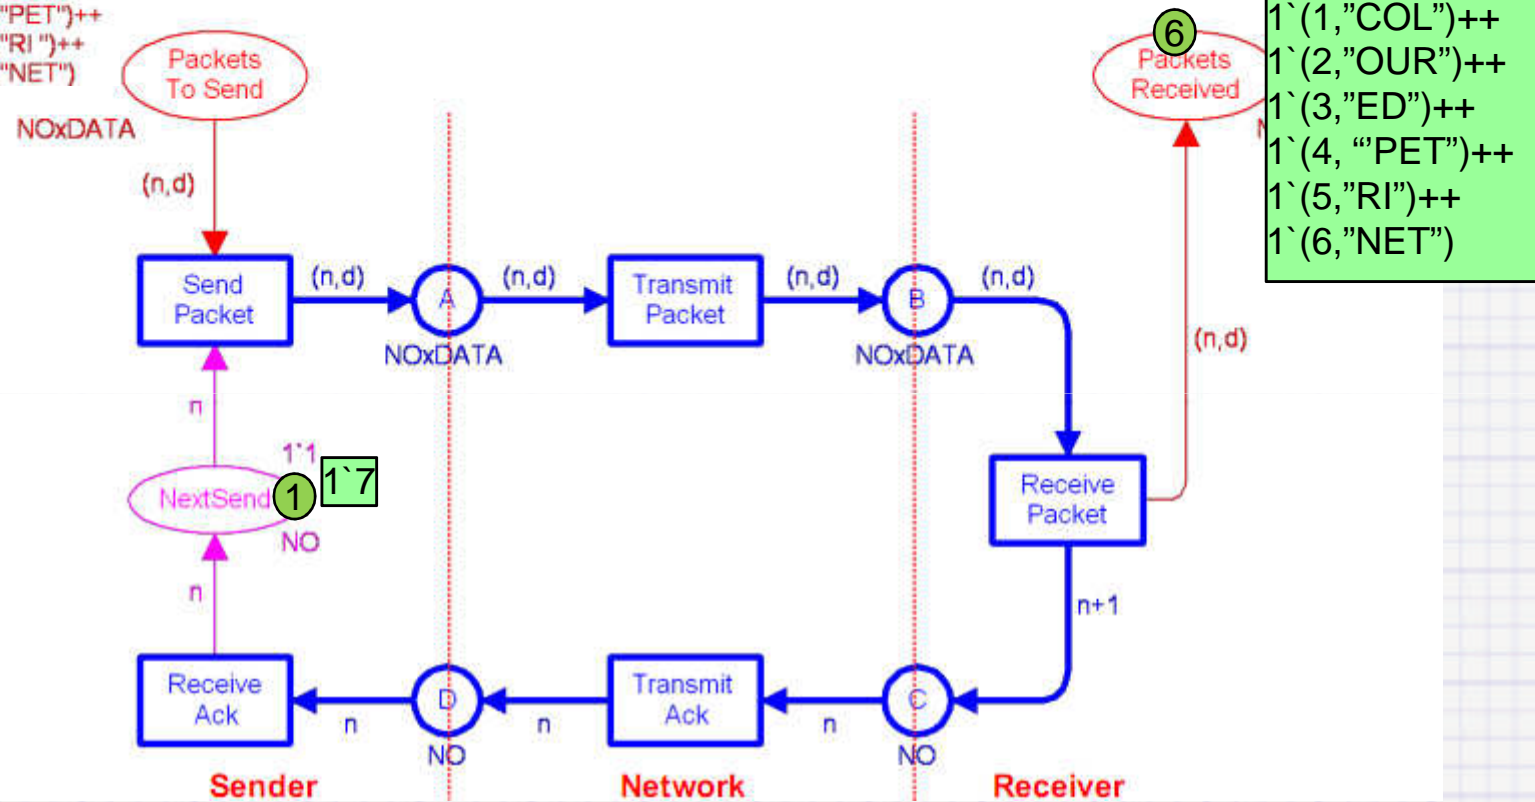 "PET")++
"RI ")++
"NET")
Packets
To Send
NOxDATA
(n,d)
6
Packets
Received
1`(1,”COL”)++
1`(2,”OUR”)++
1`(3,”ED”)++
1`(4, “’PET”)++
1`(5,”RI”)++
1`(6,”NET”)
Send
Packet
(n,d)
A
NOxDATA
(n,d)
Transmit
Packet
(n,d)
B
NOxDATA
(n,d)
(n,d)
n
1`1
NextSend
1
1`7
NO
n
Receive
Packet
n+1
Receive
Ack
n
D
NO
n
Transmit
Ack
n
C
NO
Sender
Network
Receiver